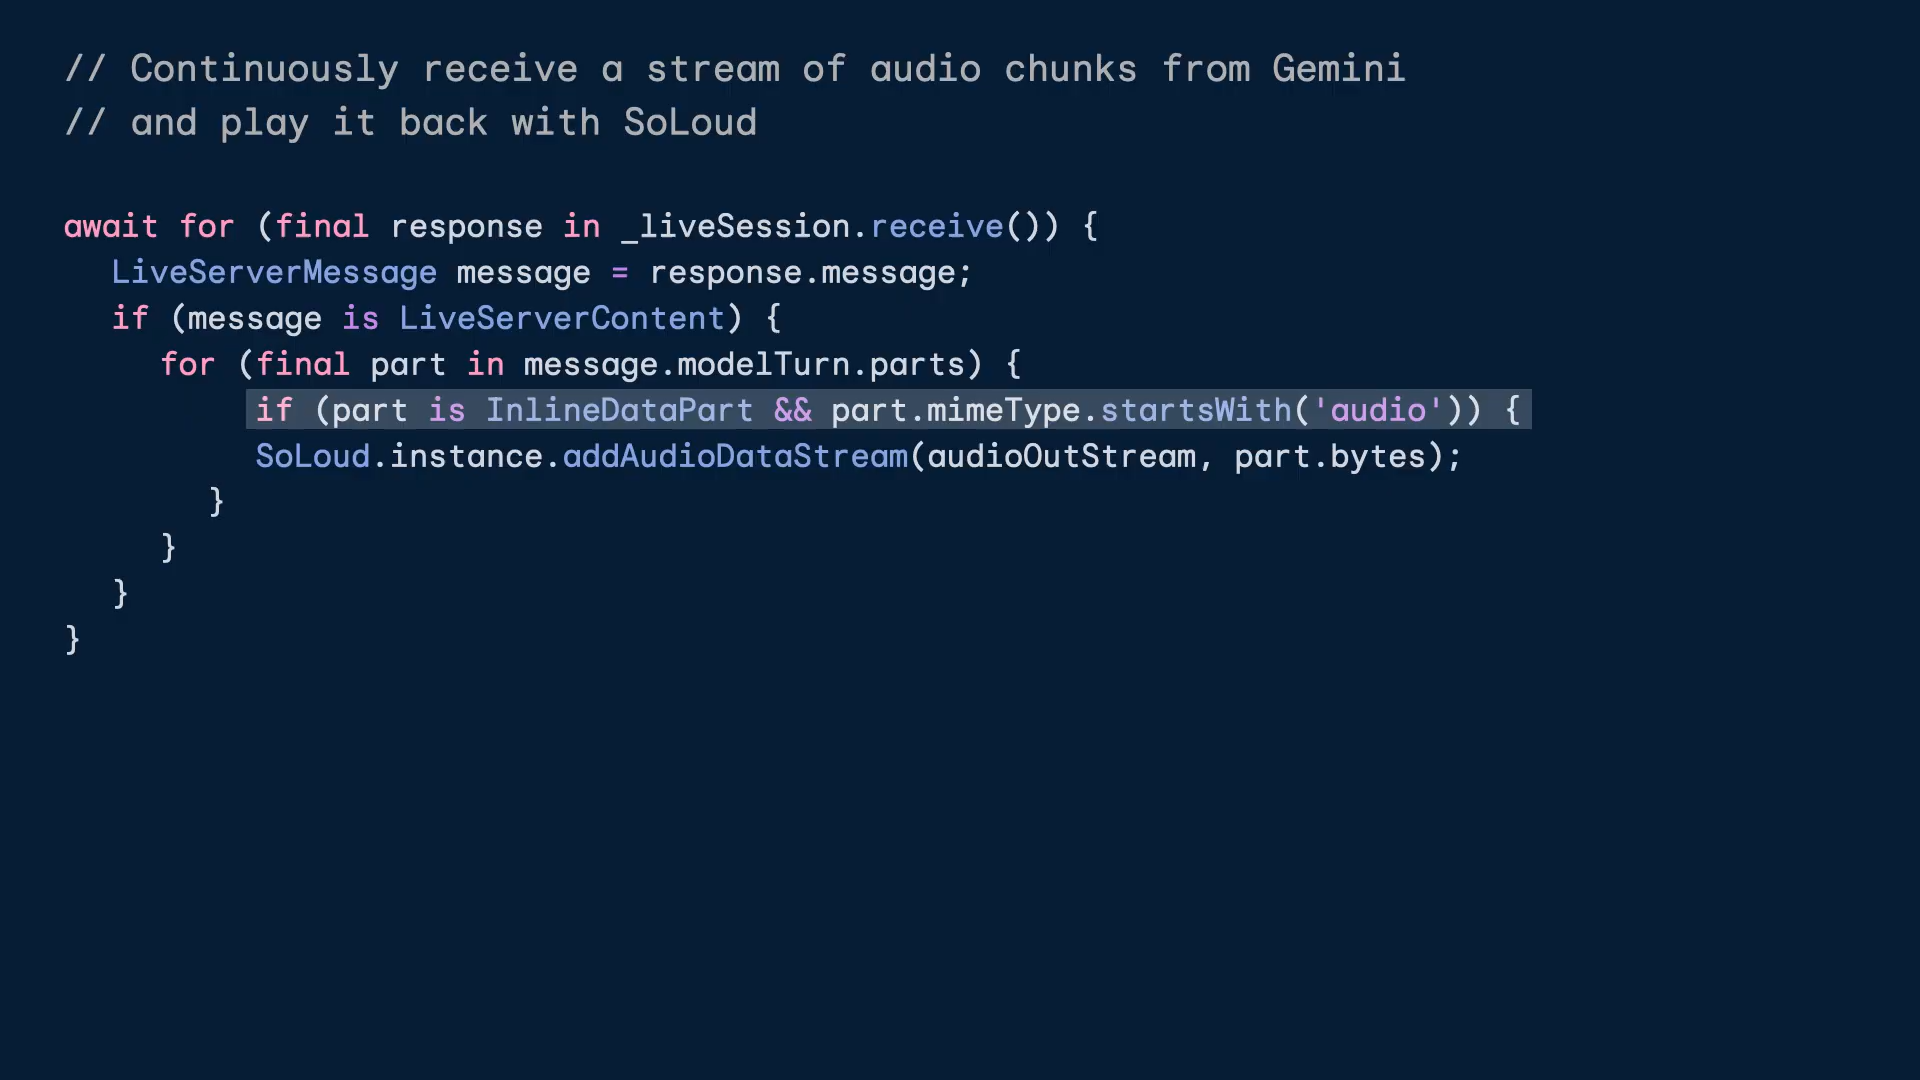 // Continuously receive a stream of audio chunks from Gemini
// and play it back with SoLoud
await for (final response in _liveSession.receive()) {
LiveServerMessage message = response.message;
if (message is LiveServerContent) {
for (final part in message.modelTurn.parts) {
if (part is InlineDataPart && part.mimeType.startsWith('audio')) {
SoLoud.instance.addAudioDataStream(audioOutStream, part.bytes);
}
}
}
}